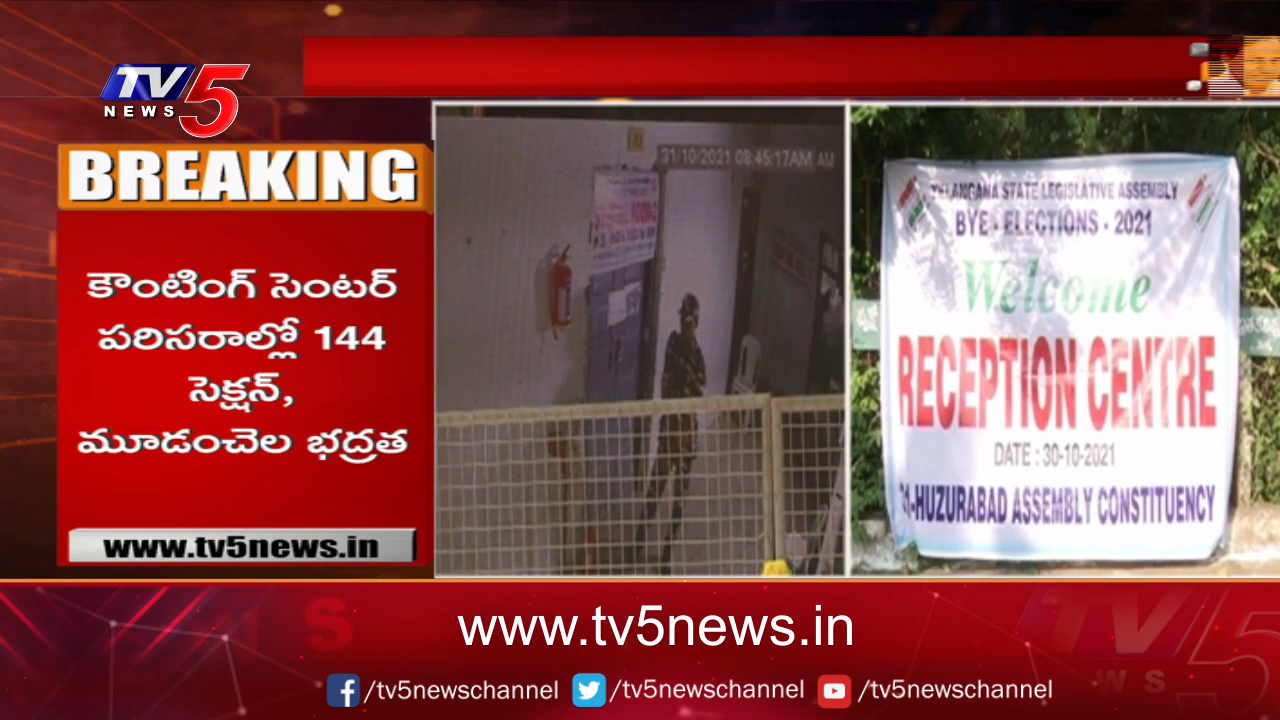 TV5
NEWS
BREAKING
కౌంటింగ్ సెంటర్
పరిసరాల్లో 144
సెక్షన్,
మూడంచెల భద్రత
www.tv5news.in
31/10/2021 08:45:17AM AM
TELANGANA STATE LEGISLATIVE ASSEMBLY
BYE - ELECTIONS - 2021
Welcome
RECEPTION CENTRE
DATE : 30-10-2021
31-HUZURABAD ASSEMBLY CONSTITUENCY
www.tv5news.in
/tv5newschannel /tv5newschannel /tv5newschannel